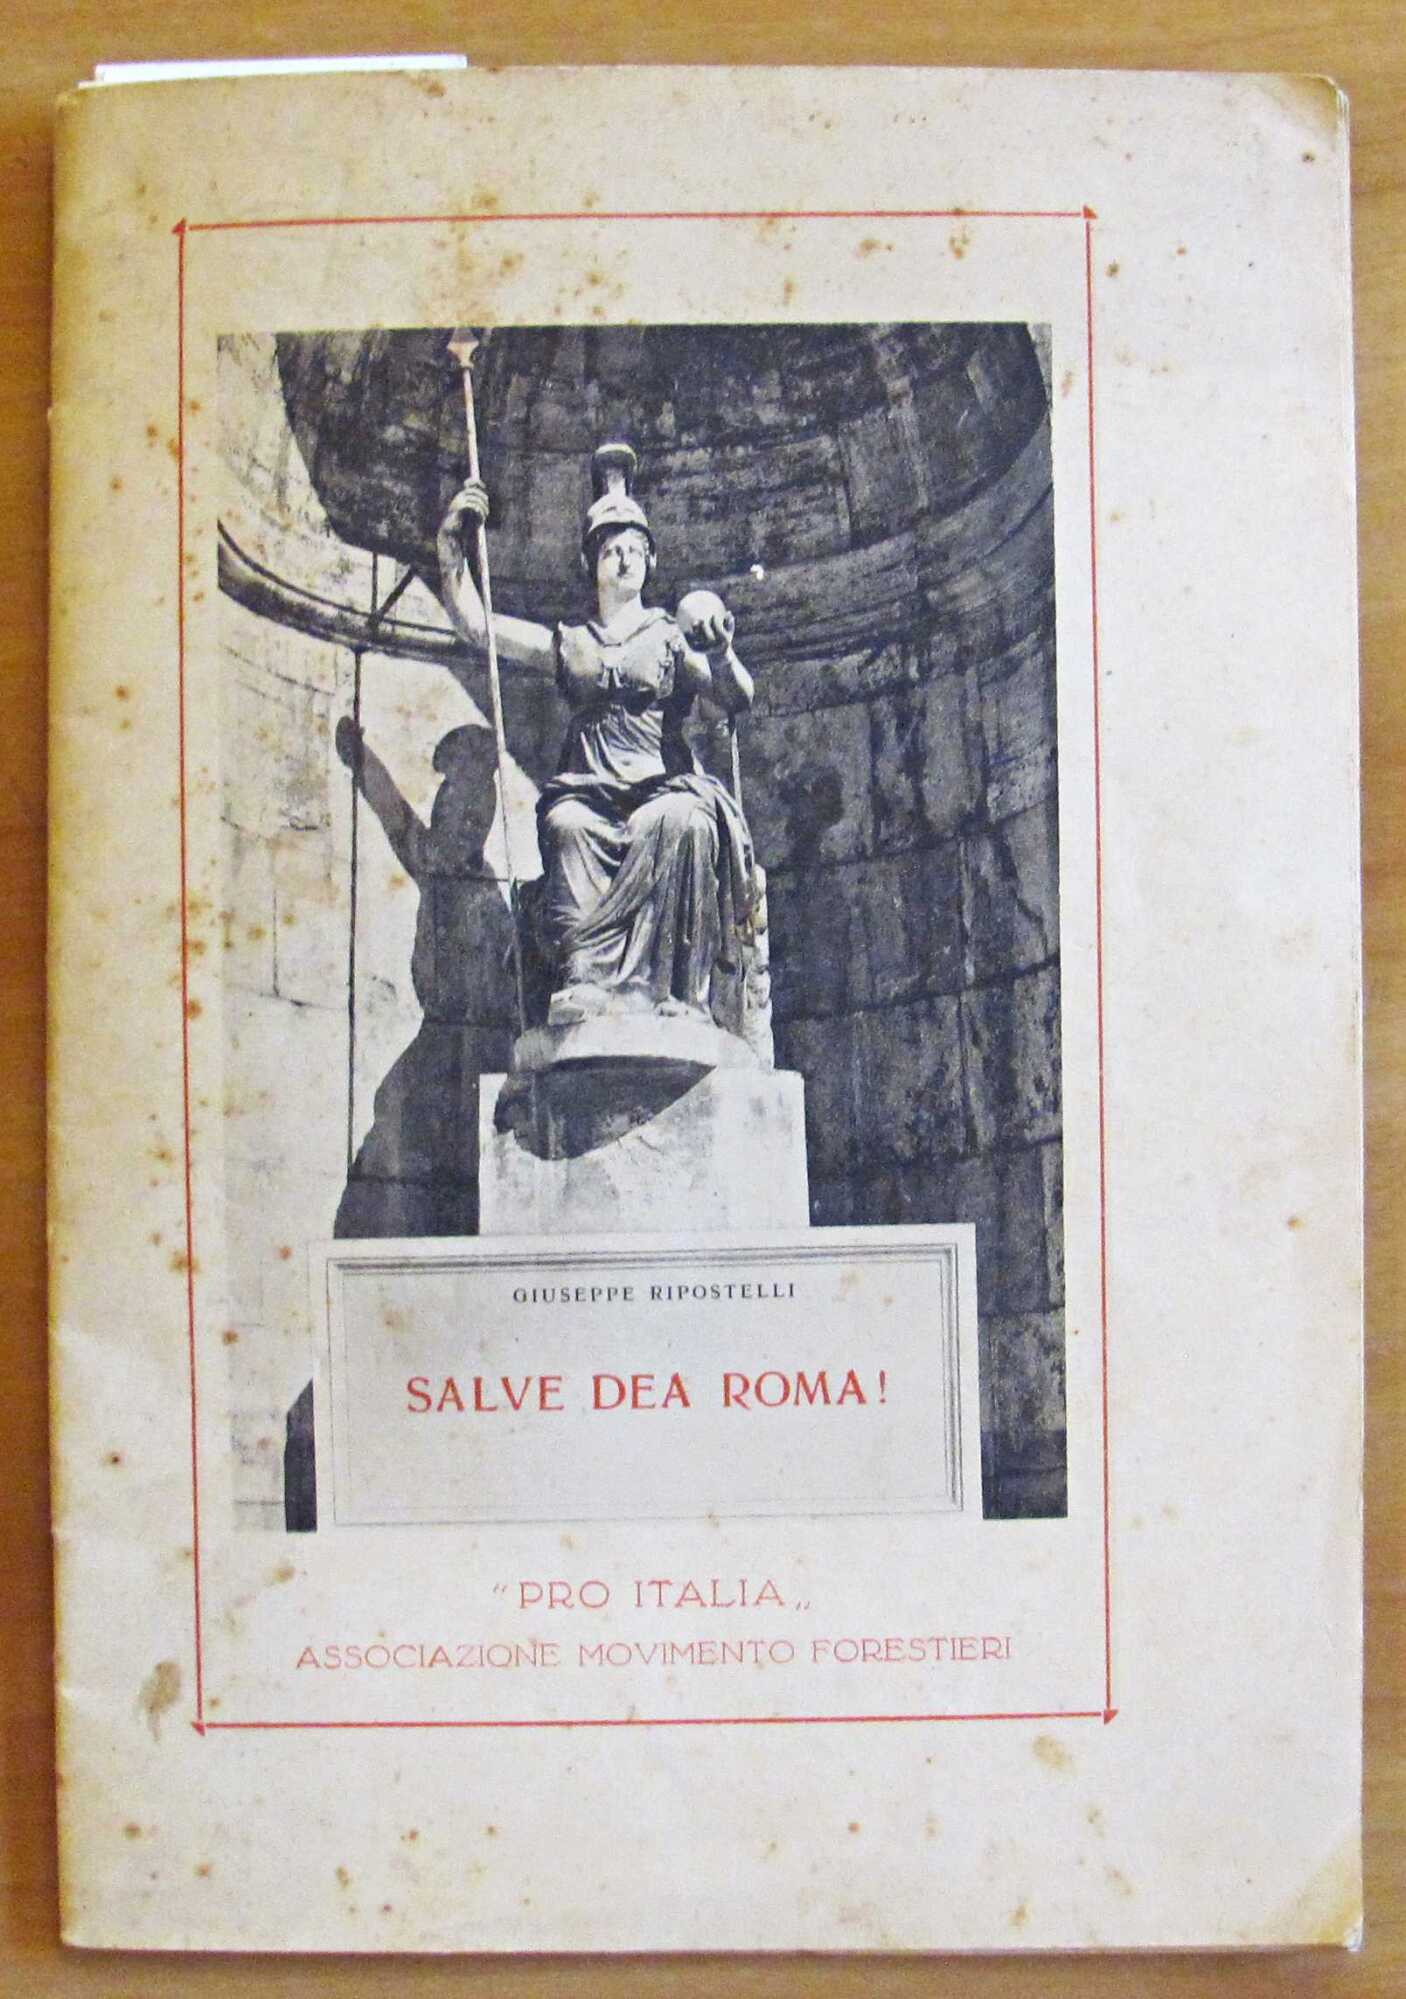 GIUSEPPE RIPOSTELLI
SALVE DEA ROMA!
"PRO ITALIA„
ASSOCIAZIONE MOVIMENTO FORESTIERI